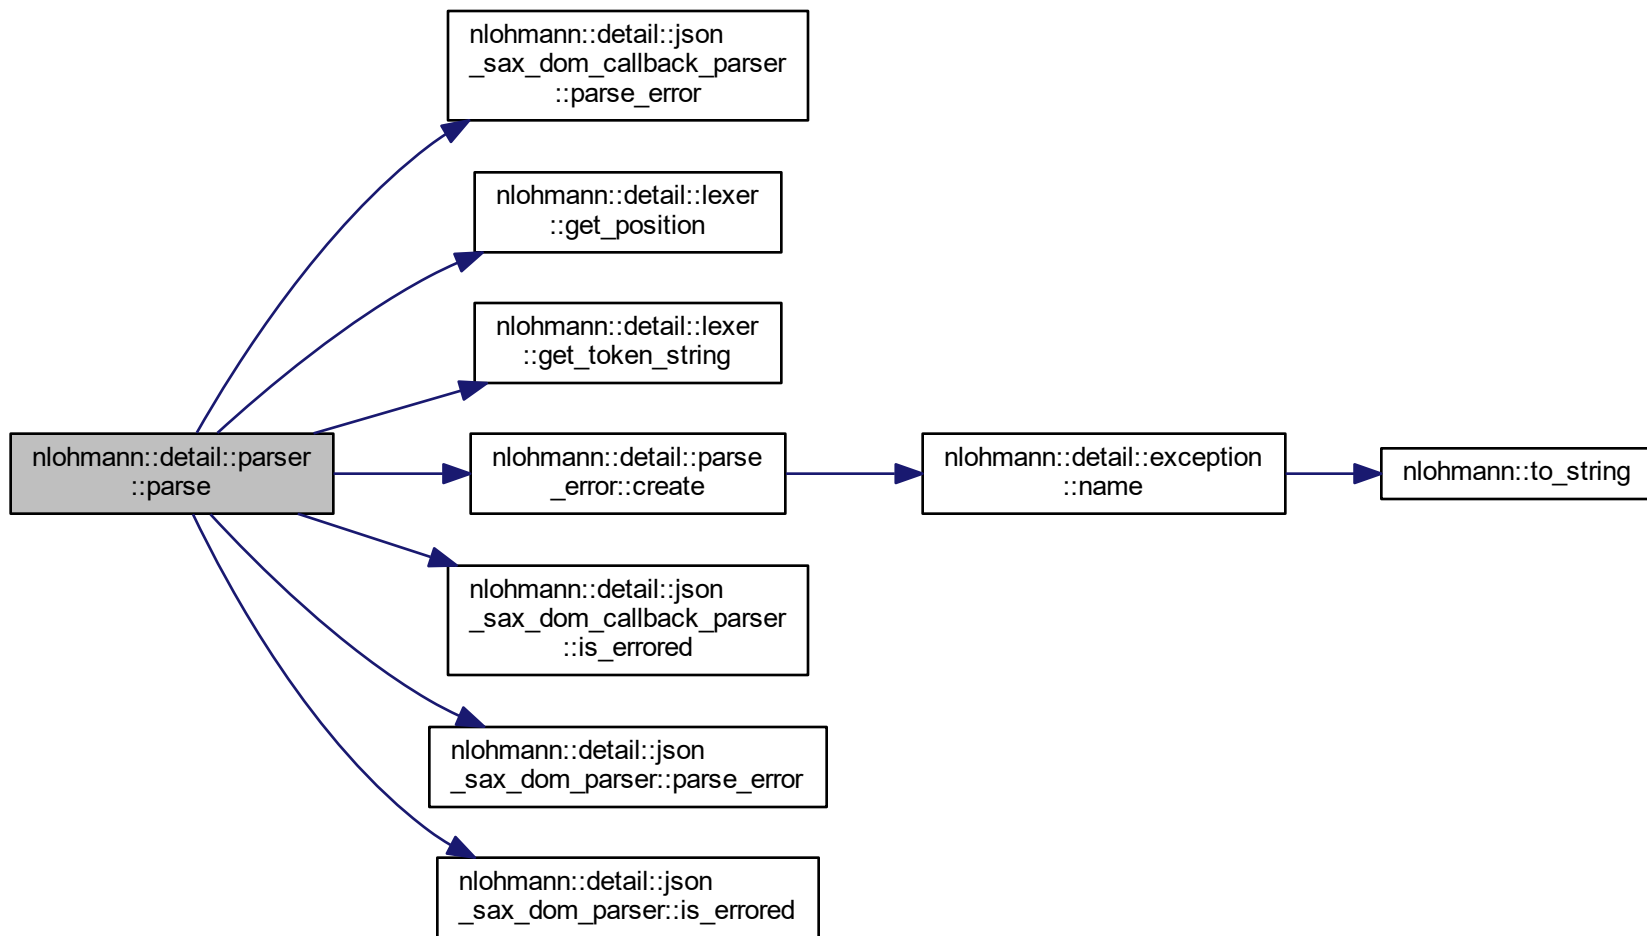 nlohmann::detail::json
_sax_dom_callback_parser
::parse_error
nlohmann::detail::lexer
::get_position
nlohmann::detail::lexer
::get_token_string
nlohmann::detail::parser
::parse
nlohmann::detail::parse
_error::create
nlohmann::detail::exception
::name
nlohmann::to_string
nlohmann::detail::json
_sax_dom_callback_parser
::is_errored
nlohmann::detail::json
_sax_dom_parser::parse_error
nlohmann::detail::json
_sax_dom_parser::is_errored